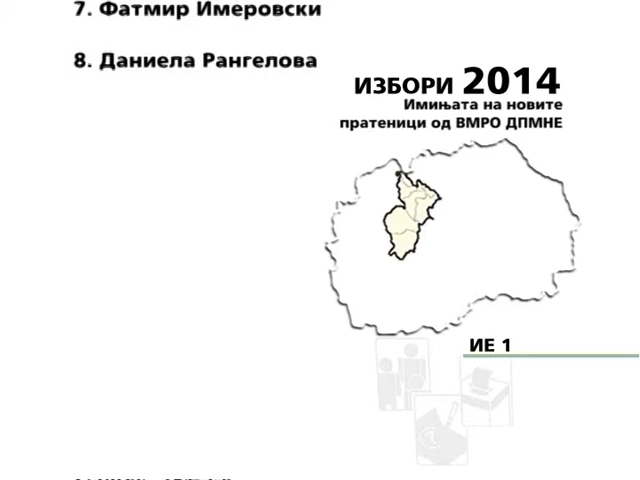 7. Фатмир Имеровски
8. Даниела Рангелова
ИЗБОРИ 2014
Имињата на новите
пратеници од ВМРО ДПМНЕ
ИЕ 1